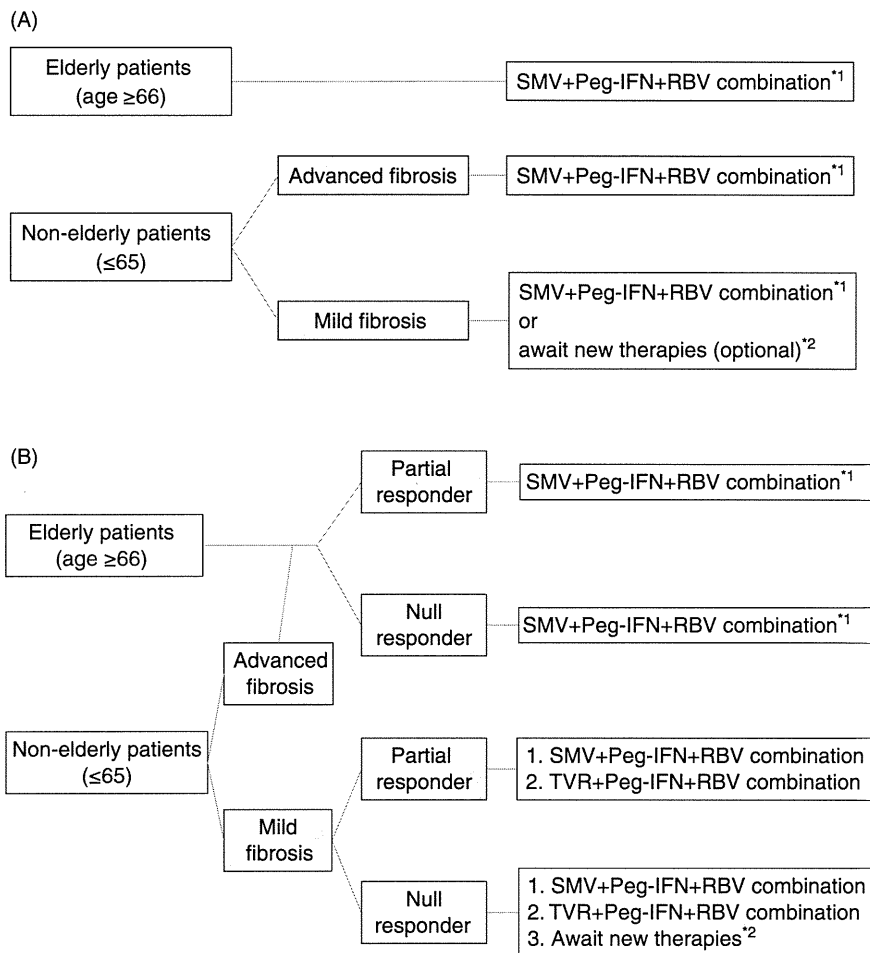 (A)
Elderly patients
(age ≥66)
SMV+Peg-IFN+RBV combination*1
Advanced fibrosis
SMV+Peg-IFN+RBV combination*1
Non-elderly patients
(≤65)
Mild fibrosis
SMV+Peg-IFN+RBV combination*1
or
await new therapies (optional)*2
(B)
Partial
responder
SMV+Peg-IFN+RBV combination*1
Elderly patients
(age ≥66)
Null
responder
SMV+Peg-IFN+RBV combination*1
Advanced
fibrosis
Non-elderly patients
(≤65)
Partial
responder
1. SMV+Peg-IFN+RBV combination
2. TVR+Peg-IFN+RBV combination
Mild
fibrosis
Null
responder
1. SMV+Peg-IFN+RBV combination
2. TVR+Peg-IFN+RBV combination
3. Await new therapies*2